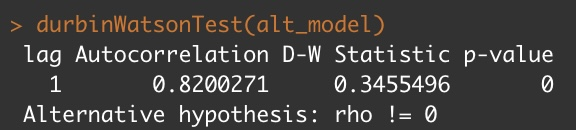 > durbinWatsonTest(alt_model)
lag Autocorrelation D-W Statistic p-value
1 0.8200271 0.3455496 0
Alternative hypothesis: rho != 0